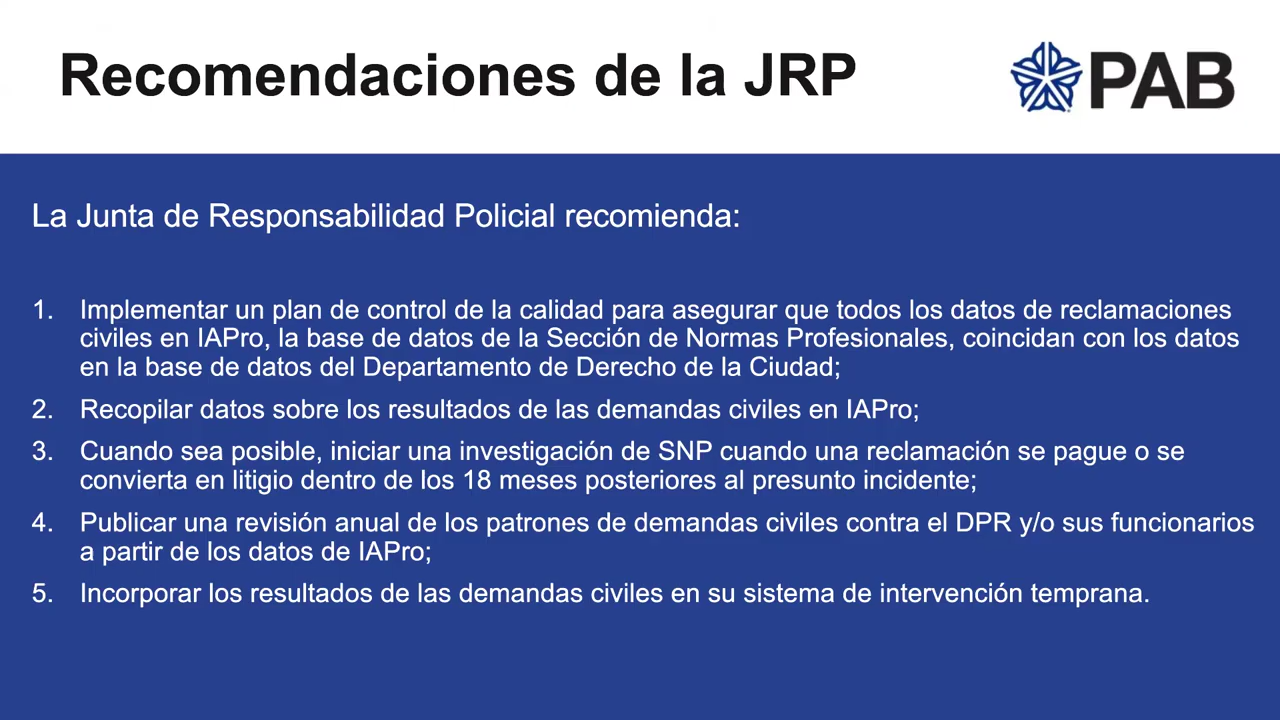 Recomendaciones de la JRP
PAB
La Junta de Responsabilidad Policial recomienda:
1. Implementar un plan de control de la calidad para asegurar que todos los datos de reclamaciones
civiles en IAPro, la base de datos de la Sección de Normas Profesionales, coincidan con los datos
en la base de datos del Departamento de Derecho de la Ciudad;
2. Recopilar datos sobre los resultados de las demandas civiles en IAPro;
3. Cuando sea posible, iniciar una investigación de SNP cuando una reclamación se pague o se
convierta en litigio dentro de los 18 meses posteriores al presunto incidente;
4. Publicar una revisión anual de los patrones de demandas civiles contra el DPR y/o sus funcionarios
a partir de los datos de IAPro;
5. Incorporar los resultados de las demandas civiles en su sistema de intervención temprana.